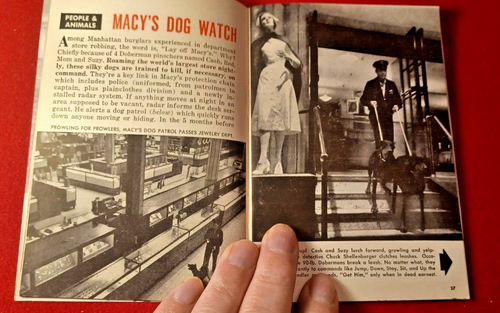 PEOPLE &
ANIMALS
MACY'S DOG WATCH
Among Manhattan burglars experienced in department
store robbing, the word is, "Lay off Macy's." Why?
Chiefly because of 4 Doberman pinschers named Cash, Red,
Mom and Suzy. Roaming the world's largest store night-
ly, these silky dogs are trained to kill, if necessary, on
command. They're a key link in Macy's protection chain
which includes police (uniformed, from patrolmen to
captain, plus plainclothes division) and a newly in-
stalled radar system. If anything moves at night in an
area supposed to be vacant, radar informs the desk ser-
geant. He alerts a dog patrol (below) which quickly runs
down anyone moving or hiding. In the 5 months before
PROWLING FOR PROWLERS, MACY'S DOG PATROL PASSES JEWELRY DEPT.
Cash and Suzy lurch forward, growling and yelp-
detective Chuck Shellenberger clutches leashes. Occa-
90-lb. Dobermans break a leash. No matter what, they
to commands like Jump, Down, Stay, Sit, and Up the
"Get Him," only when in dead earnest.
37